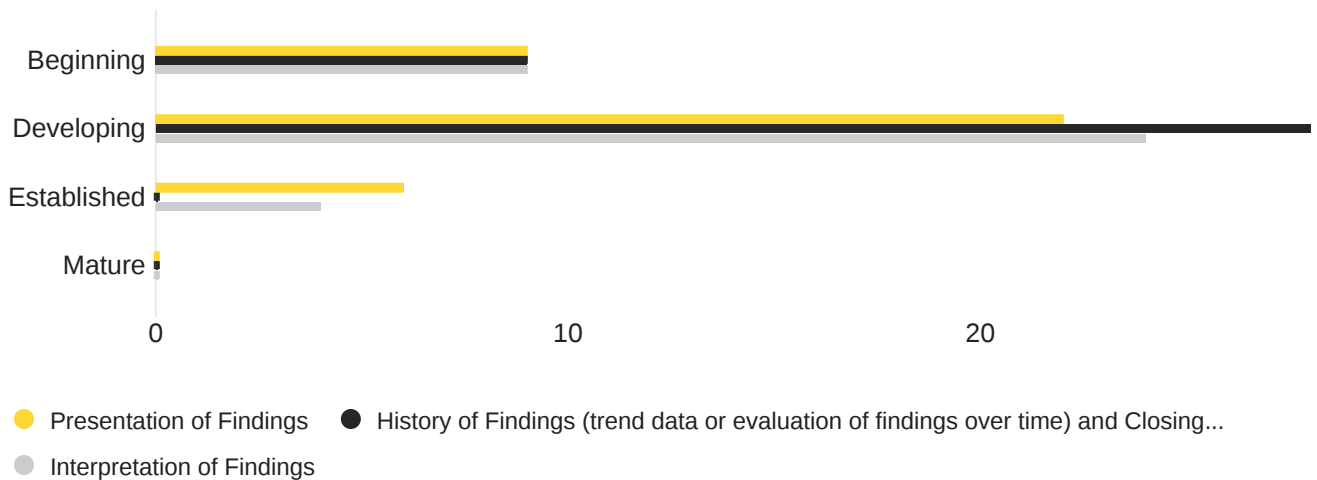 Beginning
Developing
Established
Mature
0 10 20
Presentation of Findings History of Findings (trend data or evaluation of findings over time) and Closing...
Interpretation of Findings